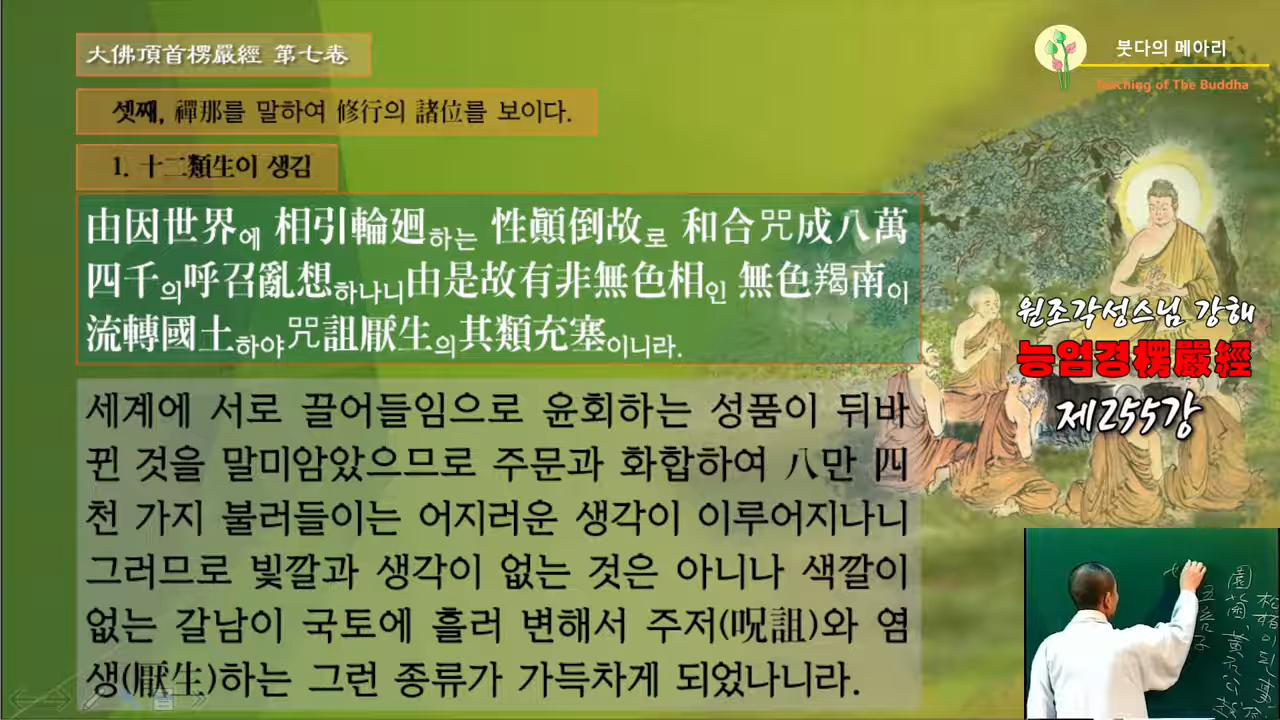 大佛頂首楞嚴經 第七卷
셋째, 禪那를 말하여 修行의 諸位를 보이다.
1. 十二類生이 생김
由因世界에 相引輪廻하는 性顚倒故로 和合咒成八萬
四千의呼召亂想하나니由是故有非無色相인 無色羯南이
流轉國土하야咒詛厭生의其類充塞이니라.
세계에 서로 끌어들임으로 윤회하는 성품이 뒤바
뀐 것을 말미암았으므로 주문과 화합하여 八만 四
천 가지 불러들이는 어지러운 생각이 이루어지나니
그러므로 빛깔과 생각이 없는 것은 아니나 색깔이
없는 갈남이 국토에 흘러 변해서 주저(呪詛)와 염
생(厭生)하는 그런 종류가 가득차게 되었나니라.
붓다의 메아리
Teaching of The Buddha
원조각성스님 강해
능엄경楞嚴經
제255강